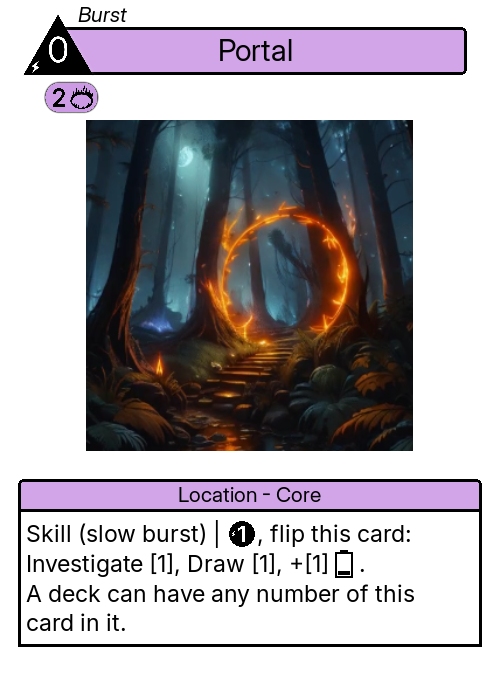 Burst
0
Portal
2
Location - Core
Skill (slow burst) | 1, flip this card:
Investigate [1], Draw [1], +[1] .
A deck can have any number of this
card in it.